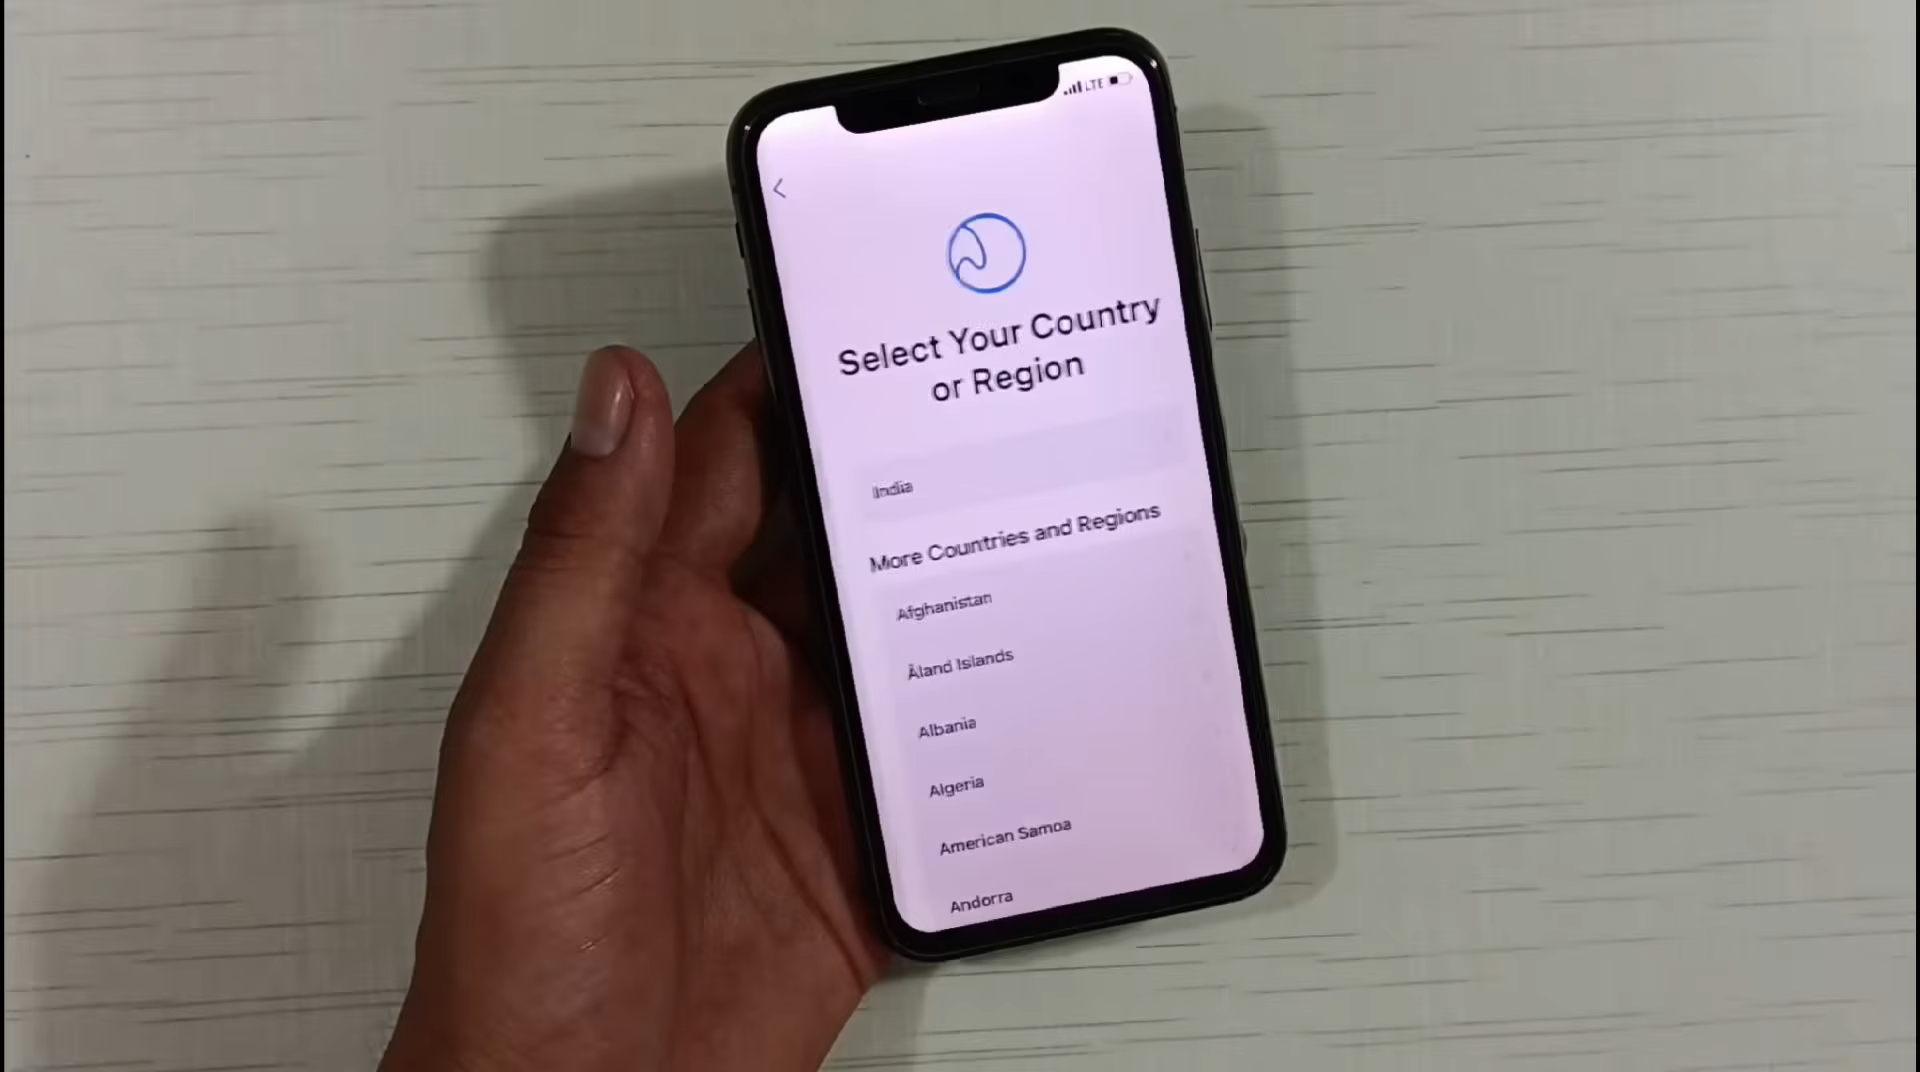 LTE
Select Your Country
or Region
India
More Countries and Regions
Afghanistan
Åland Islands
Albania
Algeria
American Samoa
Andorra